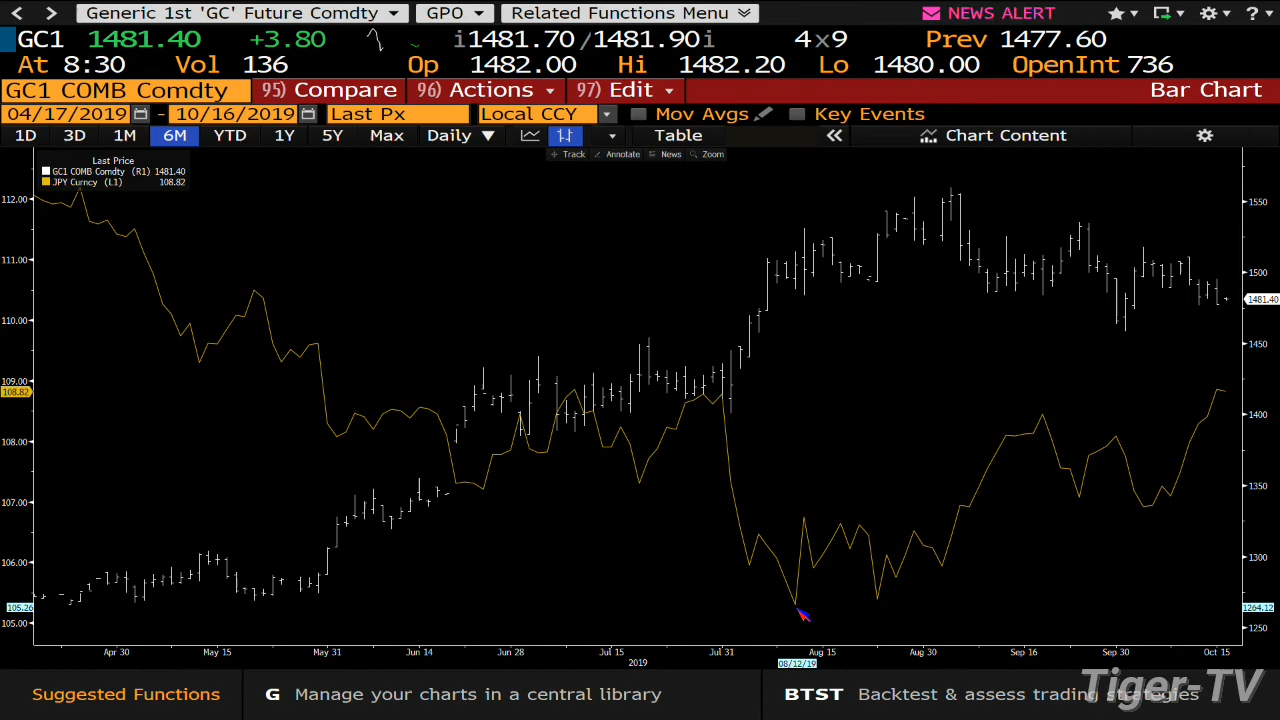 Generic 1st 'GC' Future Comdty GPO Related Functions Menu NEWS ALERT ?
GC1 1481.40 +3.80 i1481.70/1481.90i 4x9 Prev 1477.60
At 8:30 Vol 136 Op 1482.00 Hi 1482.20 Lo 1480.00 OpenInt 736
GC1 COMB Comdty 95) Compare 96) Actions 97) Edit Bar Chart
04/17/2019 - 10/16/2019 Last Px Local CCY Mov Avgs Key Events
1D 3D 1M 6M YTD 1Y 5Y Max Daily Table Chart Content
Track Annotate News Zoom
Last Price
GC1 COMB Comdty (R1) 1481.40
JPY Curncy (L1) 108.82
112.00
111.00
110.00
109.00
108.82
108.00
107.00
106.00
105.26
105.00
1550
1500
1481.40
1450
1400
1350
1300
1264.12
1250
Apr 30 May 15 May 31 Jun 14 Jun 28 Jul 15 Jul 31 Aug 15 Aug 30 Sep 16 Sep 30 Oct 15
2019 08/12/19
Suggested Functions G Manage your charts in a central library BTST Backtest & assess trading strategies
Tiger-TV